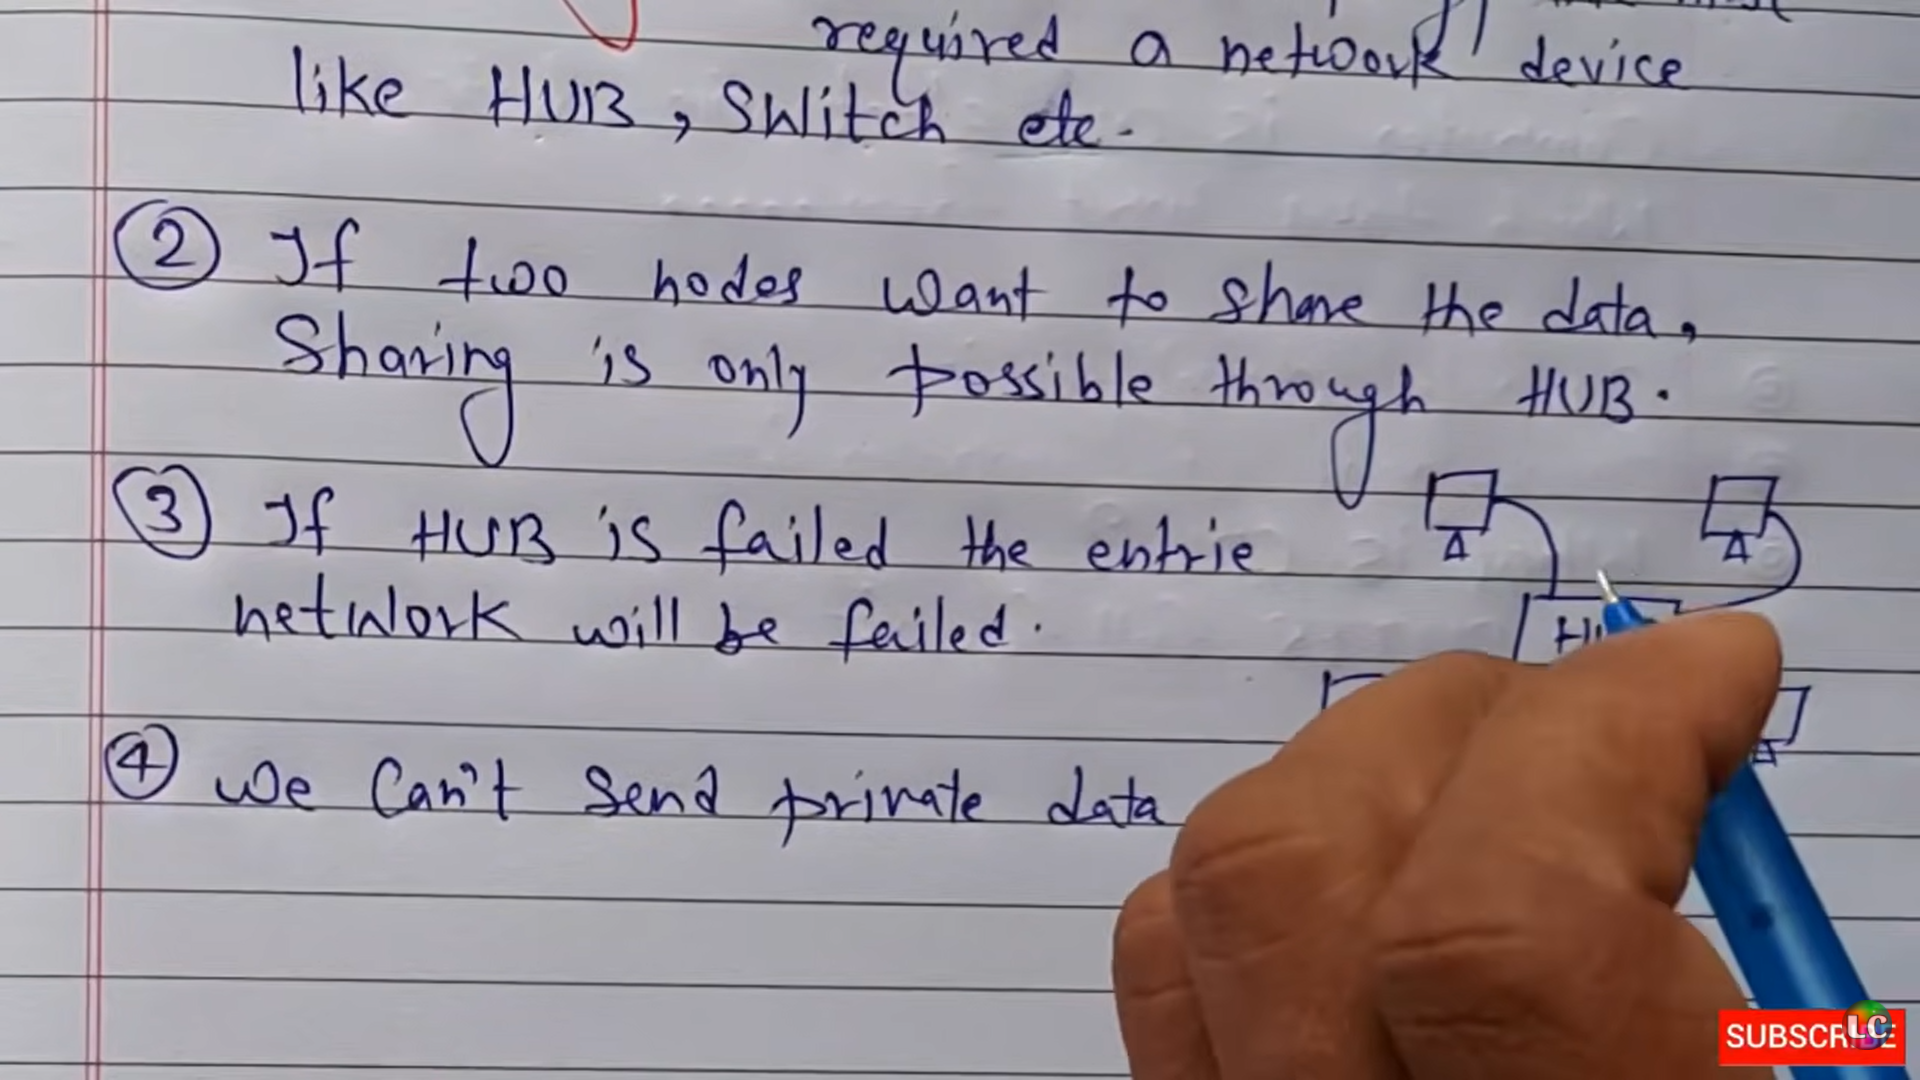 required a network device
like HUB, Switch etc.
② If two nodes want to share the data,
Sharing is only possible through HUB.
③ If HUB is failed the entrie
network will be failed.
④ We Can't Send private data
SUBSCRIBE
LC